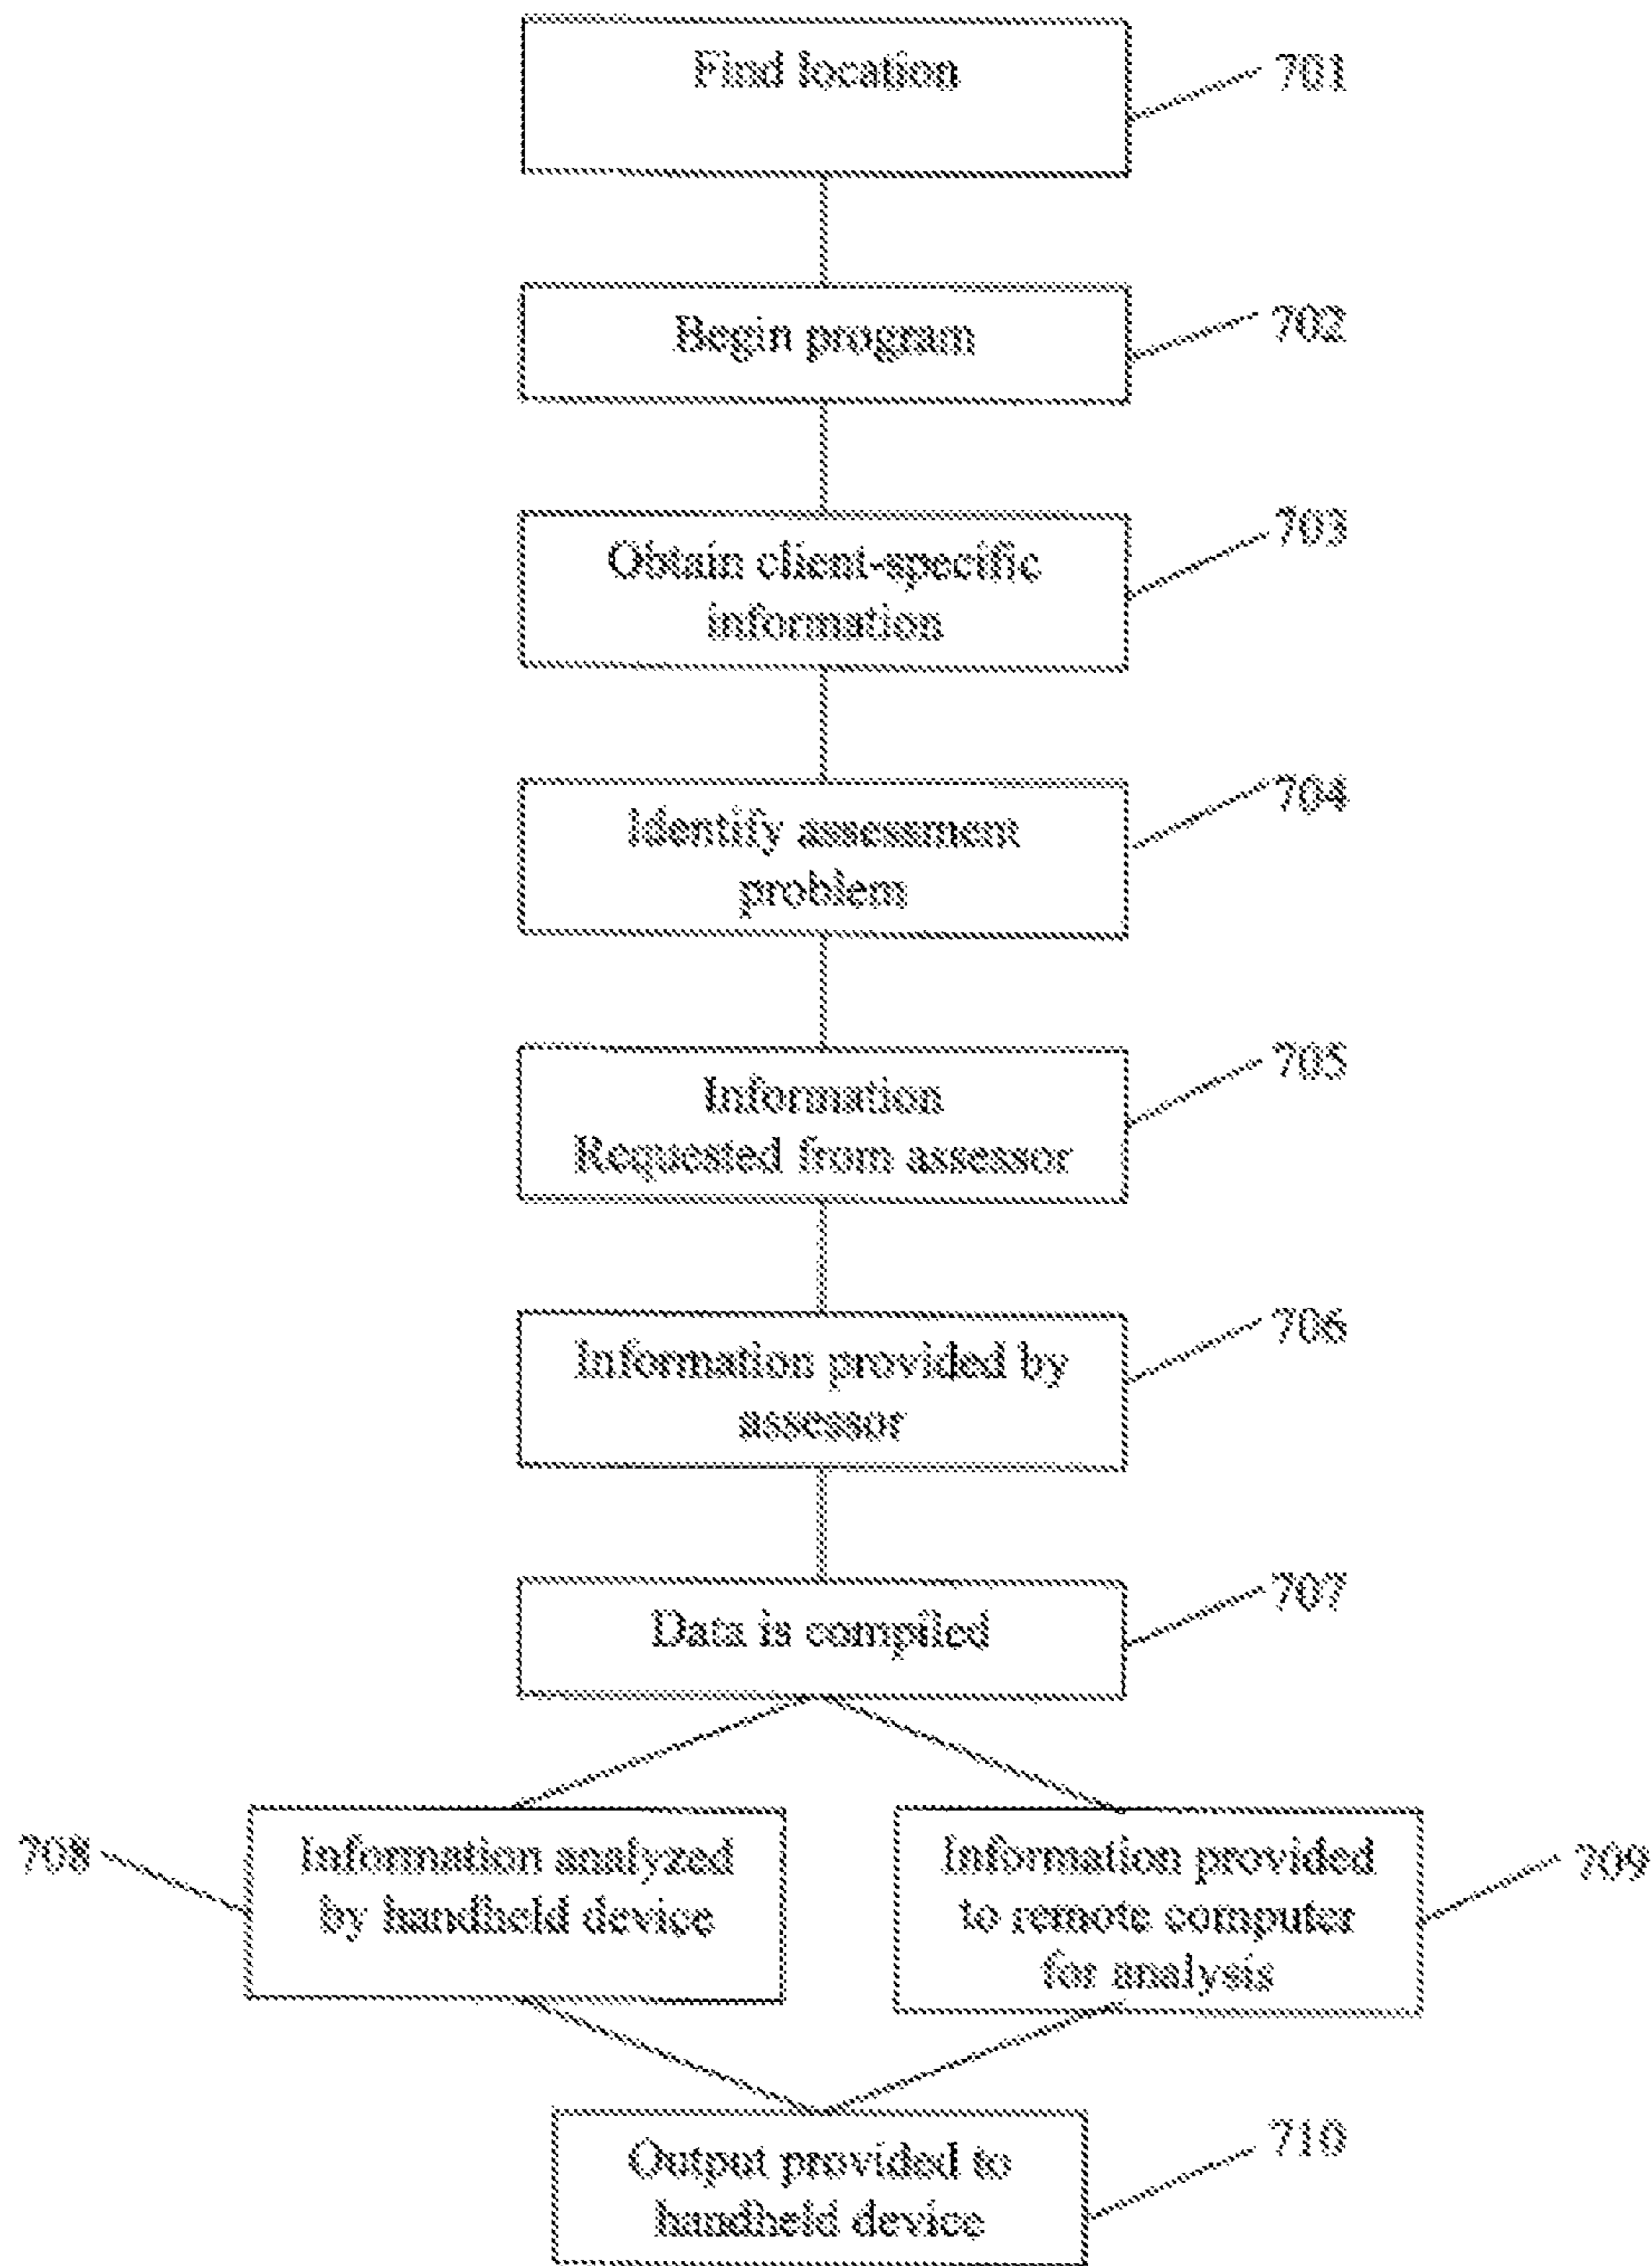 Find location
701
Begin program
702
Obtain client-specific
information
703
Identify assessment
problem
704
Information
Requested from assessor
705
Information provided by
assessor
706
Data is compiled
707
708
Information analyzed
by handheld device
Information provided
to remote computer
for analysis
709
Output provided to
handheld device
710